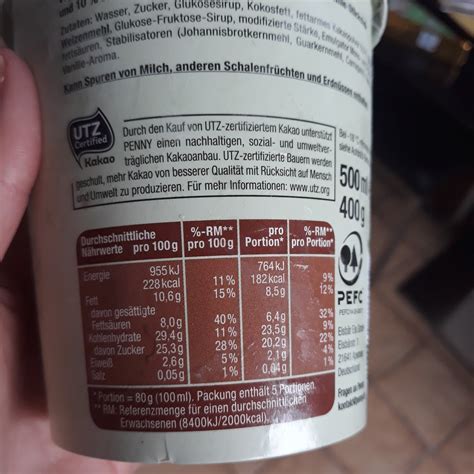 und 10 %
Zutaten: Wasser, Zucker, Glukosesirup, Kokosfett, fettarmes
Weizenmehl, Glukose-Fruktose-Sirup, modifizierte Stärke, Emulgator
fettsäuren, Stabilisatoren (Johannisbrotkernmehl, Guarkernmehl,
Vanille-Aroma.
Kann Spuren von Milch, anderen Schalenfrüchten und Erdnüssen
UTZ
Certified
Kakao
Durch den Kauf von UTZ-zertifiziertem Kakao unterstützt
PENNY einen nachhaltigen, sozial- und umweltver-
träglichen Kakaoanbau. UTZ-zertifizierte Bauern werden
geschult, mehr Kakao von besserer Qualität mit Rücksicht auf Mensch
und Umwelt zu produzieren. Für mehr Informationen: www.utz.org
500 ml
400 g
PEFC
Durchschnittliche %-RM** pro %-RM**
Nährwerte pro 100 g pro 100 g Portion* pro Portion*
Energie 955 kJ 764 kJ
228 kcal 11 % 182 kcal 9%
Fett 10,6 g 15 % 8,5 g 12%
davon gesättigte
Fettsäuren 8,0 g 40 % 6,4 g 32%
Kohlenhydrate 29,4 g 11 % 23,5 g 9%
davon Zucker 25,3 g 28 % 20,2 g 22%
Eiweiß 2,6 g 5 % 2,1 g 4%
Salz 0,05 g 1 % 0,04 g 1%
* Portion = 80 g (100 ml). Packung enthält 5 Portionen.
** RM: Referenzmenge für einen durchschnittlichen
Erwachsenen (8400kJ/2000kcal).
Deutschland